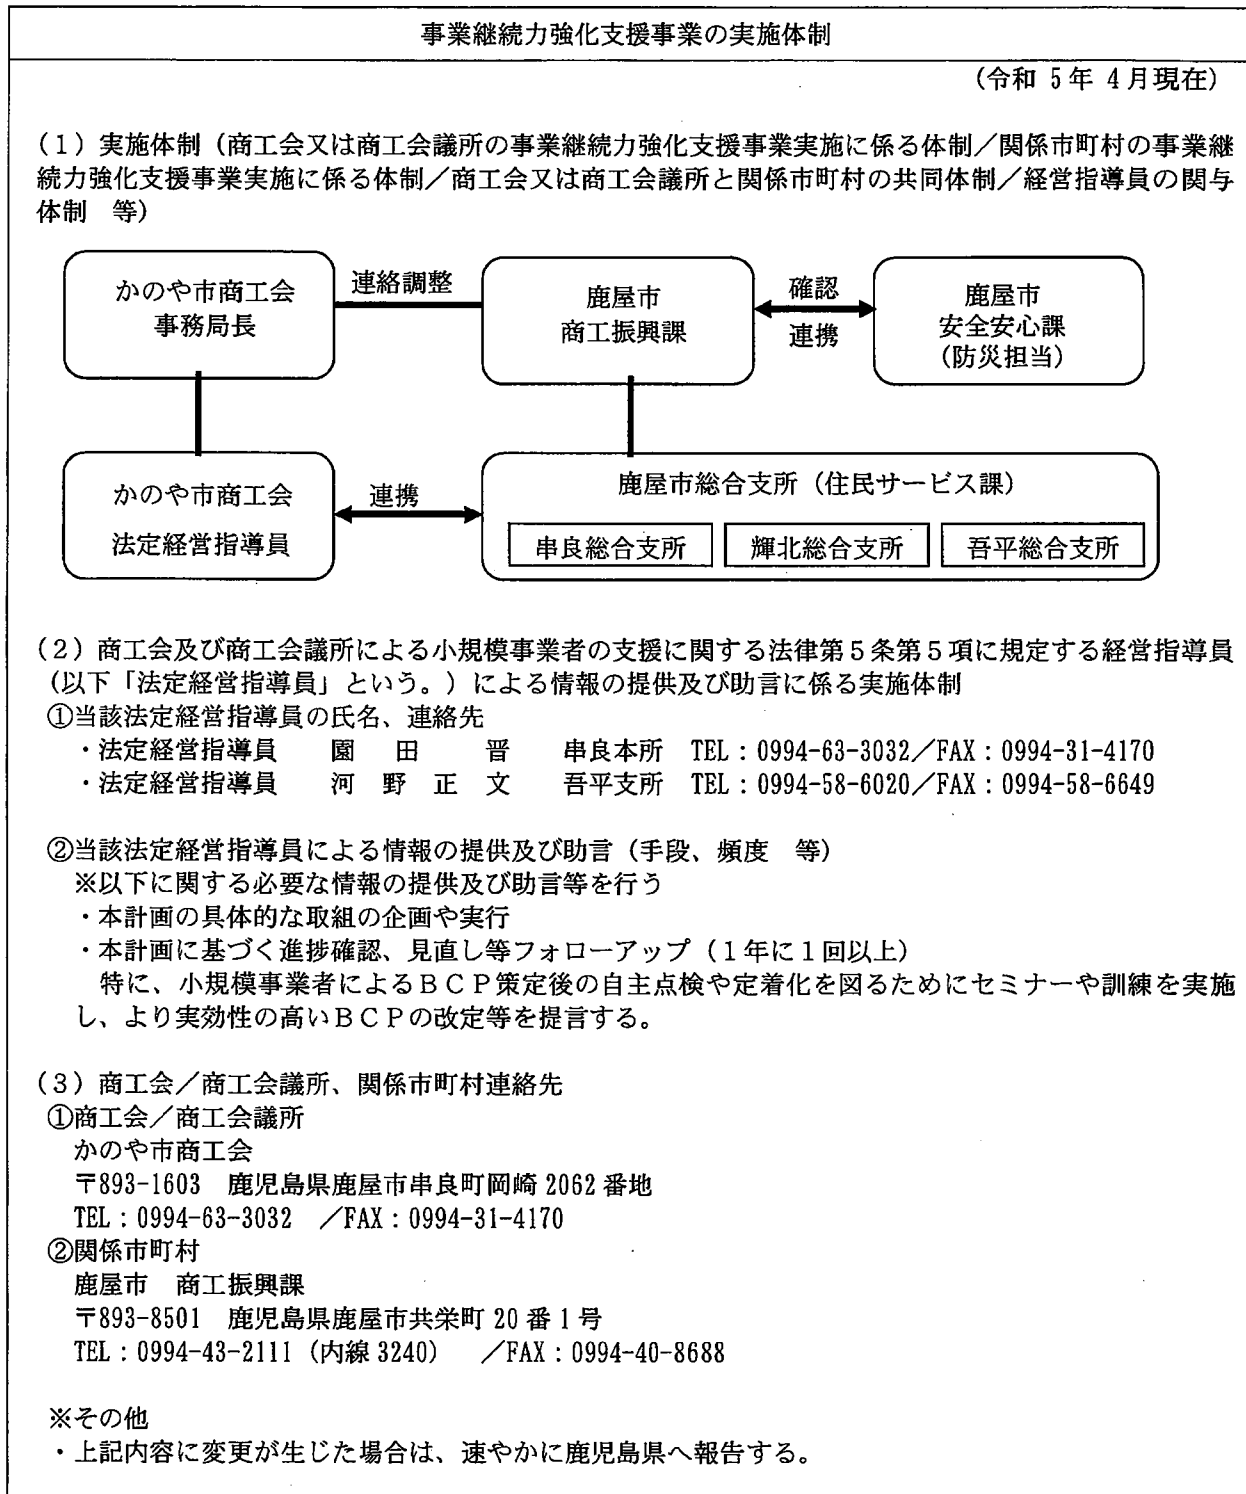 事業継続力強化支援事業の実施体制
(令和 5年 4月現在)
(1)実施体制(商工会又は商工会議所の事業継続力強化支援事業実施に係る体制/関係市町村の事業継
続力強化支援事業実施に係る体制/商工会又は商工会議所と関係市町村の共同体制/経営指導員の関与
体制 等)
かのや市商工会
事務局長
連絡調整
鹿屋市
商工振興課
確認
連携
鹿屋市
安全安心課
(防災担当)
かのや市商工会
法定経営指導員
連携
鹿屋市総合支所(住民サービス課)
串良総合支所 輝北総合支所 吾平総合支所
(2)商工会及び商工会議所による小規模事業者の支援に関する法律第5条第5項に規定する経営指導員
(以下「法定経営指導員」という。)による情報の提供及び助言に係る実施体制
①当該法定経営指導員の氏名、連絡先
・法定経営指導員 園 田 晋 串良本所 TEL:0994-63-3032/FAX:0994-31-4170
・法定経営指導員 河 野 正 文 吾平支所 TEL:0994-58-6020/FAX:0994-58-6649
②当該法定経営指導員による情報の提供及び助言(手段、頻度 等)
※以下に関する必要な情報の提供及び助言等を行う
・本計画の具体的な取組の企画や実行
・本計画に基づく進捗確認、見直し等フォローアップ(1年に1回以上)
特に、小規模事業者によるBCP策定後の自主点検や定着化を図るためにセミナーや訓練を実施
し、より実効性の高いBCPの改定等を提言する。
(3)商工会/商工会議所、関係市町村連絡先
①商工会/商工会議所
かのや市商工会
〒893-1603 鹿児島県鹿屋市串良町岡崎 2062 番地
TEL:0994-63-3032 /FAX:0994-31-4170
②関係市町村
鹿屋市 商工振興課
〒893-8501 鹿児島県鹿屋市共栄町 20 番 1 号
TEL:0994-43-2111(内線 3240) /FAX:0994-40-8688
※その他
・上記内容に変更が生じた場合は、速やかに鹿児島県へ報告する。